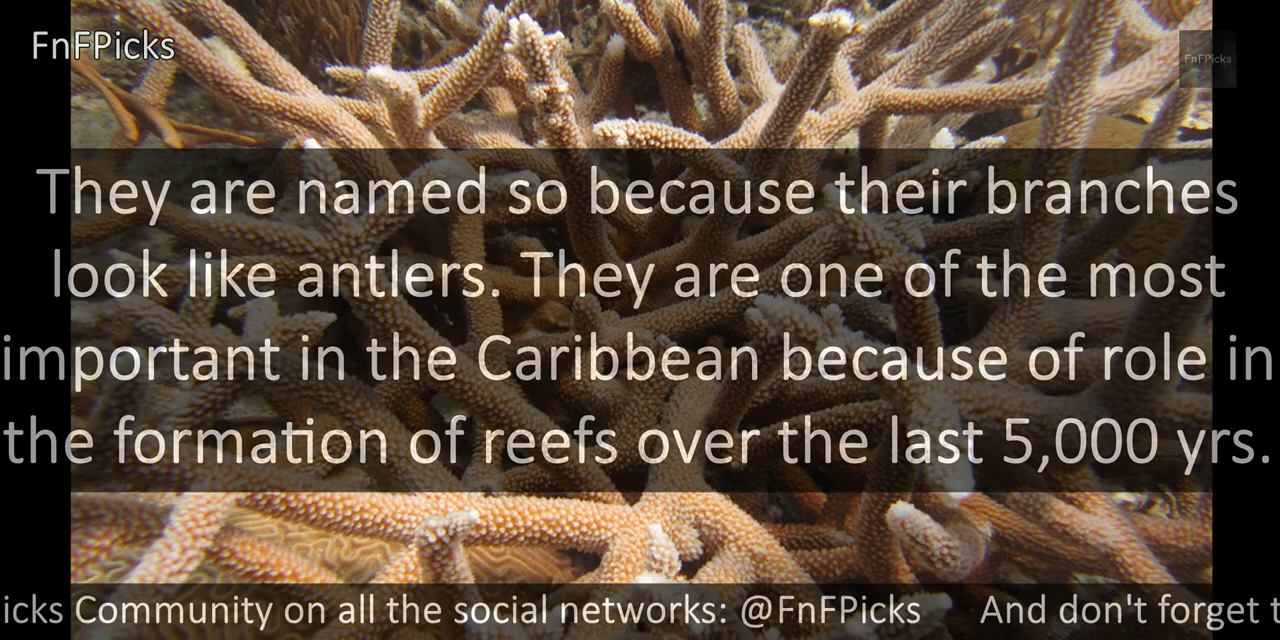 FnFPicks
FnFPicks
They are named so because their branches
look like antlers. They are one of the most
important in the Caribbean because of role in
the formation of reefs over the last 5,000 yrs.
icks Community on all the social networks: @FnFPicks And don't forget t